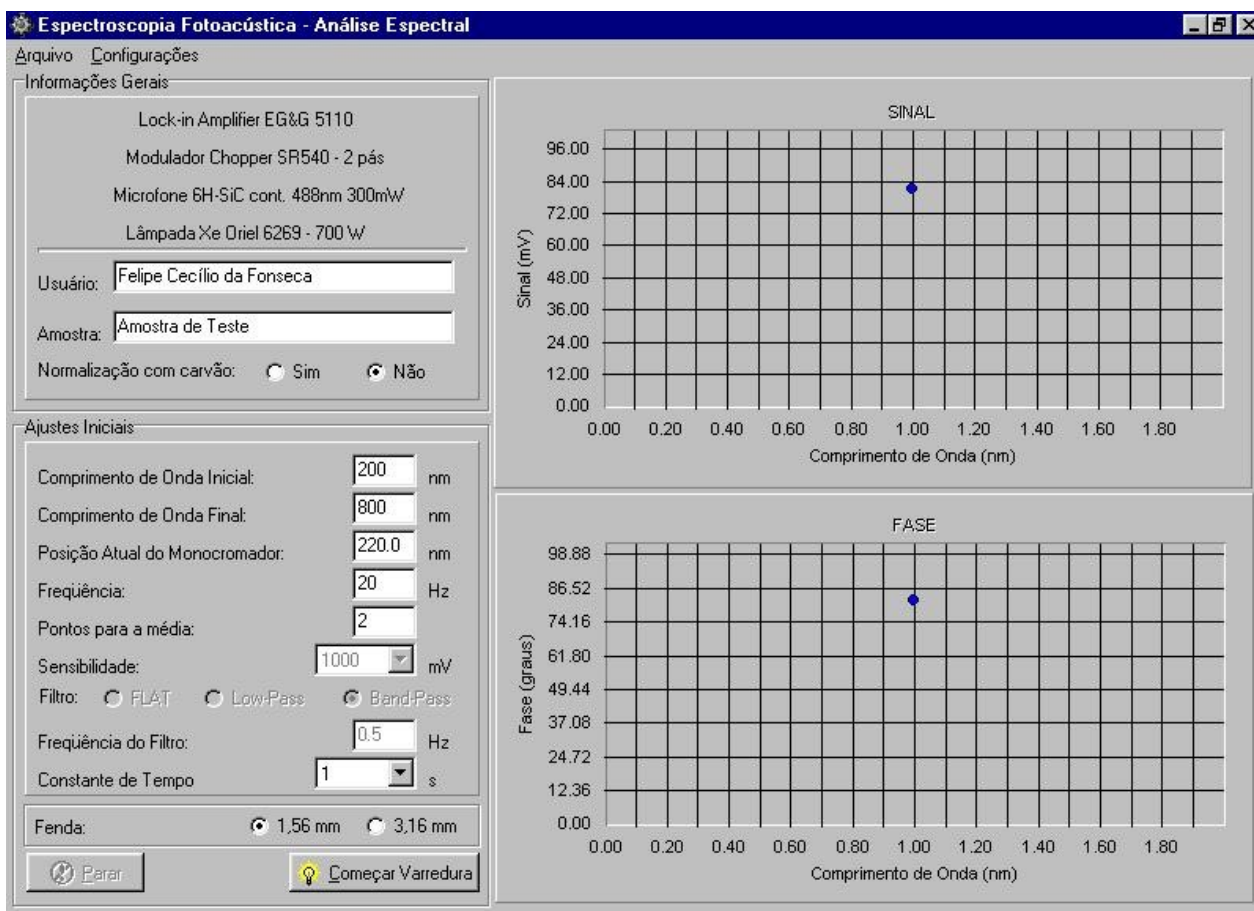 Espectroscopia Fotoacústica - Análise Espectral
Arquivo Configurações
Informações Gerais
Lock-in Amplifier EG&G 5110
Modulador Chopper SR540 - 2 pás
Microfone 6H-SiC cont. 488nm 300mW
Lâmpada Xe Oriel 6269 - 700 W
Usuário: Felipe Cecílio da Fonseca
Amostra: Amostra de Teste
Normalização com carvão: Sim Não
Ajustes Iniciais
Comprimento de Onda Inicial: 200 nm
Comprimento de Onda Final: 800 nm
Posição Atual do Monocromador: 220.0 nm
Freqüência: 20 Hz
Pontos para a média: 2
Sensibilidade: 1000 mV
Filtro: FLAT Low-Pass Band-Pass
Freqüência do Filtro: 0.5 Hz
Constante de Tempo 1 s
Fenda: 1,56 mm 3,16 mm
Parar Começar Varredura
SINAL
Sinal (mV)
96.00
84.00
72.00
60.00
48.00
36.00
24.00
12.00
0.00
0.00 0.20 0.40 0.60 0.80 1.00 1.20 1.40 1.60 1.80
Comprimento de Onda (nm)
FASE
Fase (graus)
98.88
86.52
74.16
61.80
49.44
37.08
24.72
12.36
0.00
0.00 0.20 0.40 0.60 0.80 1.00 1.20 1.40 1.60 1.80
Comprimento de Onda (nm)